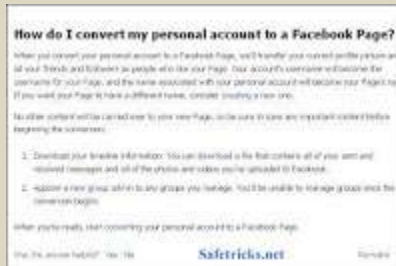 How do I convert my personal account to a Facebook Page?
When you convert your personal account to a Facebook Page, we'll transfer your current profile picture and
all your friends and followers as people who like your Page. Your account's username will become the
username for your Page, and the name associated with your personal account will become your Page's
If you want your Page to have a different name, consider creating a new one.
No other content will be carried over to your new Page, so be sure to save any important content before
beginning the conversion:
1. Download your timeline information. You can download a file that contains all of your sent and
received messages and all of the photos and videos you've uploaded to Facebook.
2. Appoint a new group admin to any groups you manage. You'll be unable to manage groups once the
conversion begins.
When you're ready, start converting your personal account to a Facebook Page.
Was this answer helpful? Yes No
Safetricks.net
Permalink